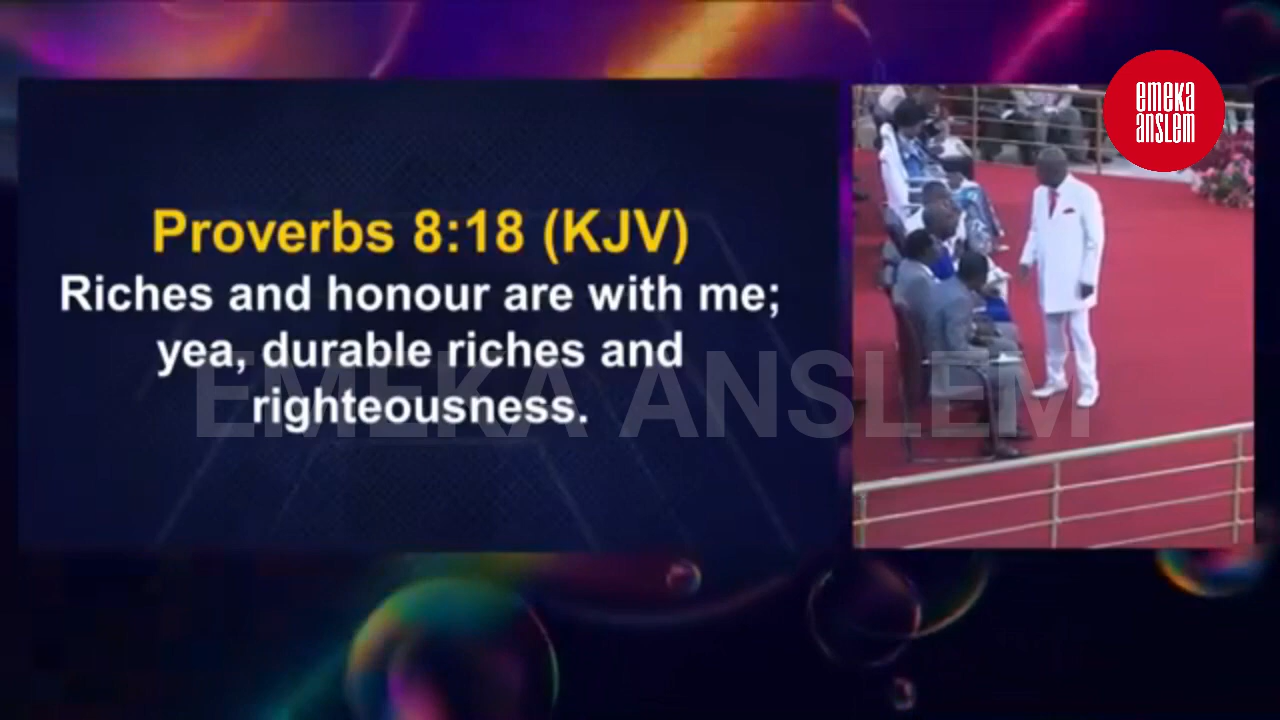 Proverbs 8:18 (KJV)
Riches and honour are with me;
yea, durable riches and
righteousness.
EMEKA ANSLEM
emeka
anslem